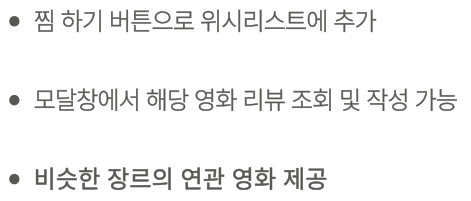 • 찜 하기 버튼으로 위시리스트에 추가
• 모달창에서 해당 영화 리뷰 조회 및 작성 가능
• 비슷한 장르의 연관 영화 제공